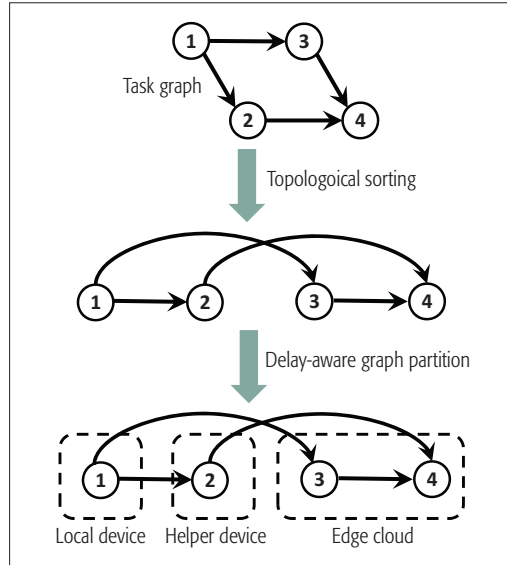 1 3
Task graph
2 4
Topologoical sorting
1 2 3 4
Delay-aware graph partition
1 2 3 4
Local device Helper device Edge cloud